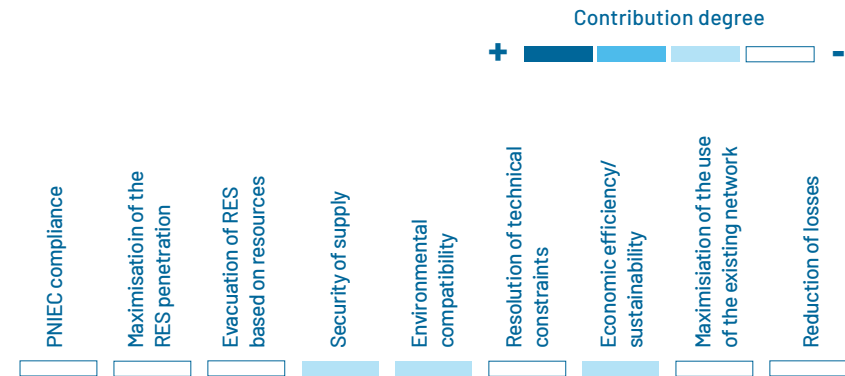 Contribution degree
+ -
PNIEC compliance
Maximisatioin of the
RES penetration
Evacuation of RES
based on resources
Security of supply
Environmental
compatibility
Resolution of technical
constraints
Economic efficiency/
sustainability
Maximisiation of the use
of the existing network
Reduction of losses